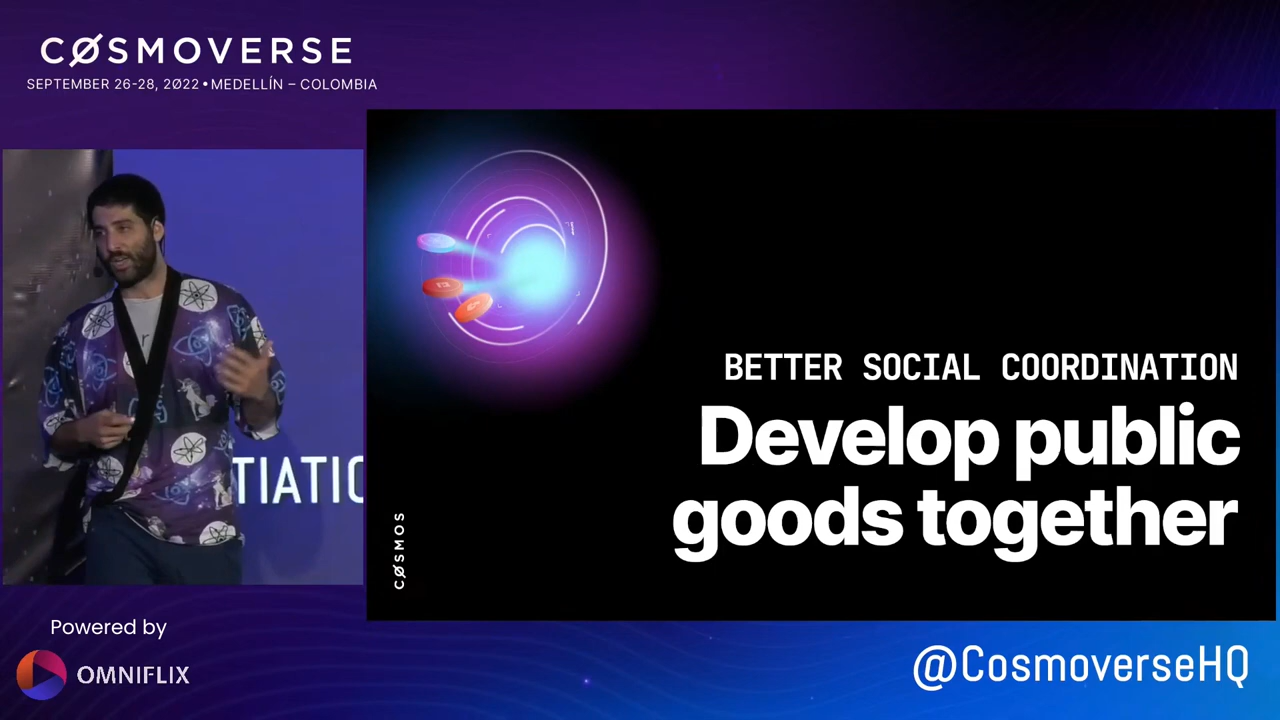 CØSMOVERSE
SEPTEMBER 26-28, 2022 • MEDELLÍN – COLOMBIA
TIATIO
BETTER SOCIAL COORDINATION
Develop public
goods together
CØSMOS
Powered by
OMNIFLIX
@CosmoverseHQ